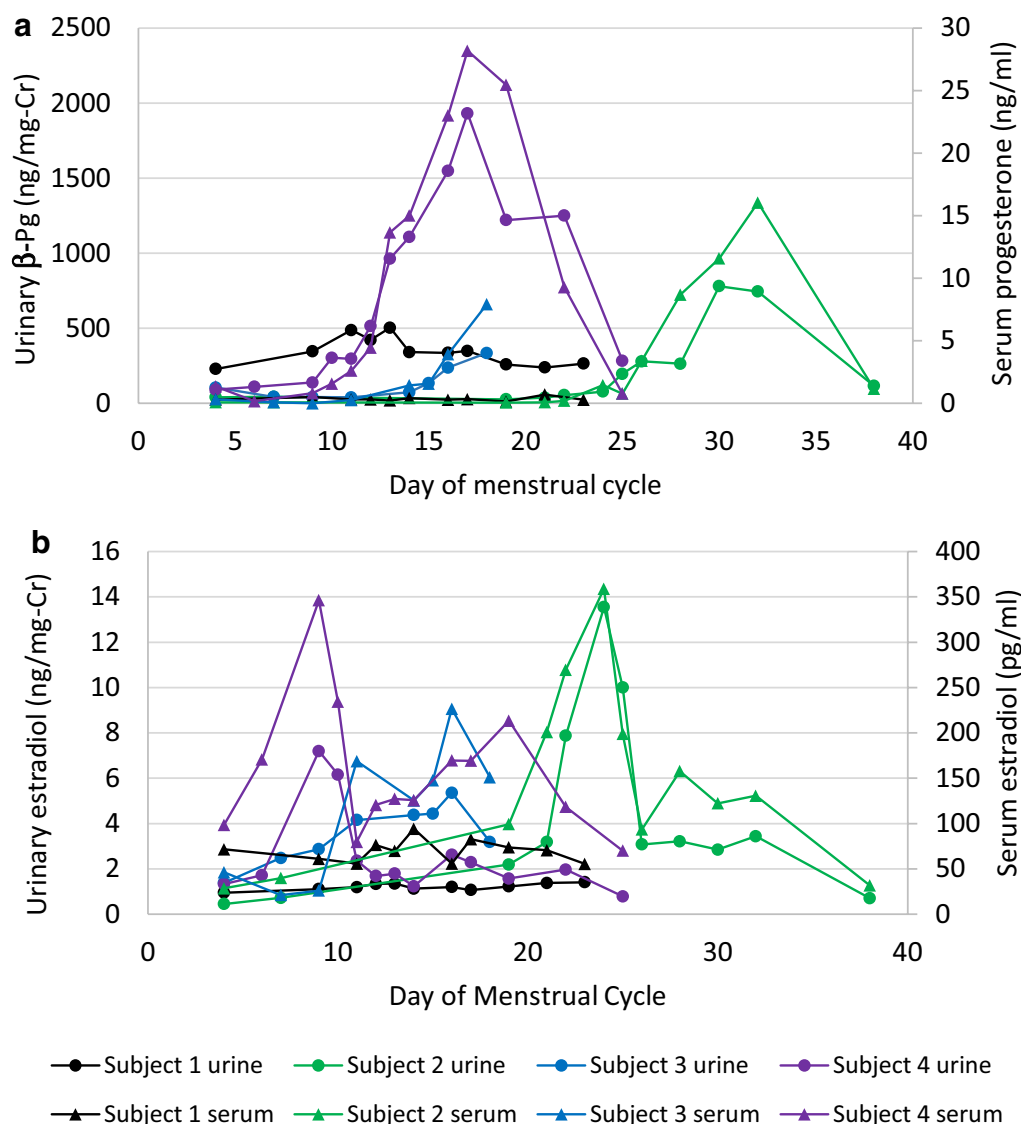 a
Urinary β-Pg (ng/mg-Cr)
2500
2000
1500
1000
500
0
30
25
20
15
10
5
0
Serum progesterone (ng/ml)
0 5 10 15 20 25 30 35 40
Day of menstrual cycle
b
Urinary estradiol (ng/mg-Cr)
16
14
12
10
8
6
4
2
0
400
350
300
250
200
150
100
50
0
Serum estradiol (pg/ml)
0 10 20 30 40
Day of Menstrual Cycle
Subject 1 urine Subject 2 urine Subject 3 urine Subject 4 urine
Subject 1 serum Subject 2 serum Subject 3 serum Subject 4 serum